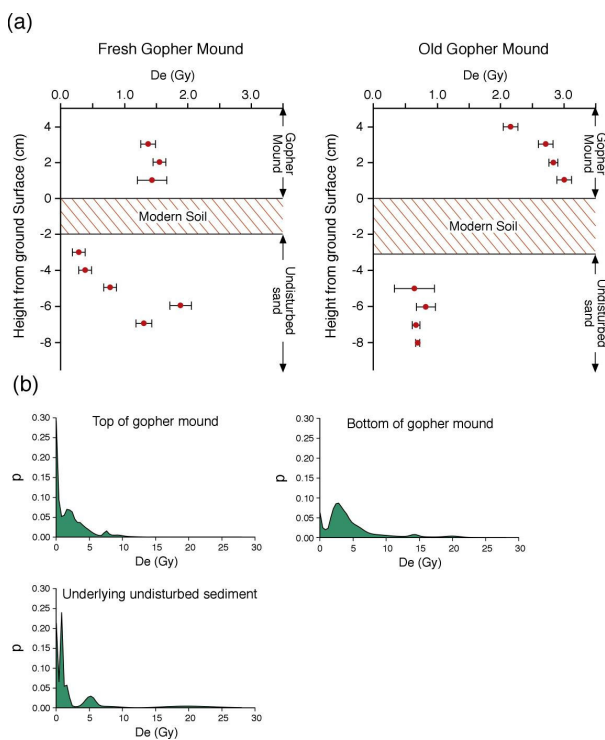 (a)
Fresh Gopher Mound
De (Gy)
0.0 1.0 2.0 3.0
Height from ground Surface (cm)
4
2
0
-2
-4
-6
-8
Modern Soil
Gopher
Mound
Undisturbed
sand
Old Gopher Mound
De (Gy)
0.0 1.0 2.0 3.0
Height from ground Surface (cm)
4
2
0
-2
-4
-6
-8
Modern Soil
Gopher
Mound
Undisturbed
sand
(b)
Top of gopher mound
p
0.30
0.25
0.20
0.15
0.10
0.05
0.00
0 5 10 15 20 25 30
De (Gy)
Bottom of gopher mound
p
0.30
0.25
0.20
0.15
0.10
0.05
0.00
0 5 10 15 20 25 30
De (Gy)
Underlying undisturbed sediment
p
0.30
0.25
0.20
0.15
0.10
0.05
0.00
0 5 10 15 20 25 30
De (Gy)